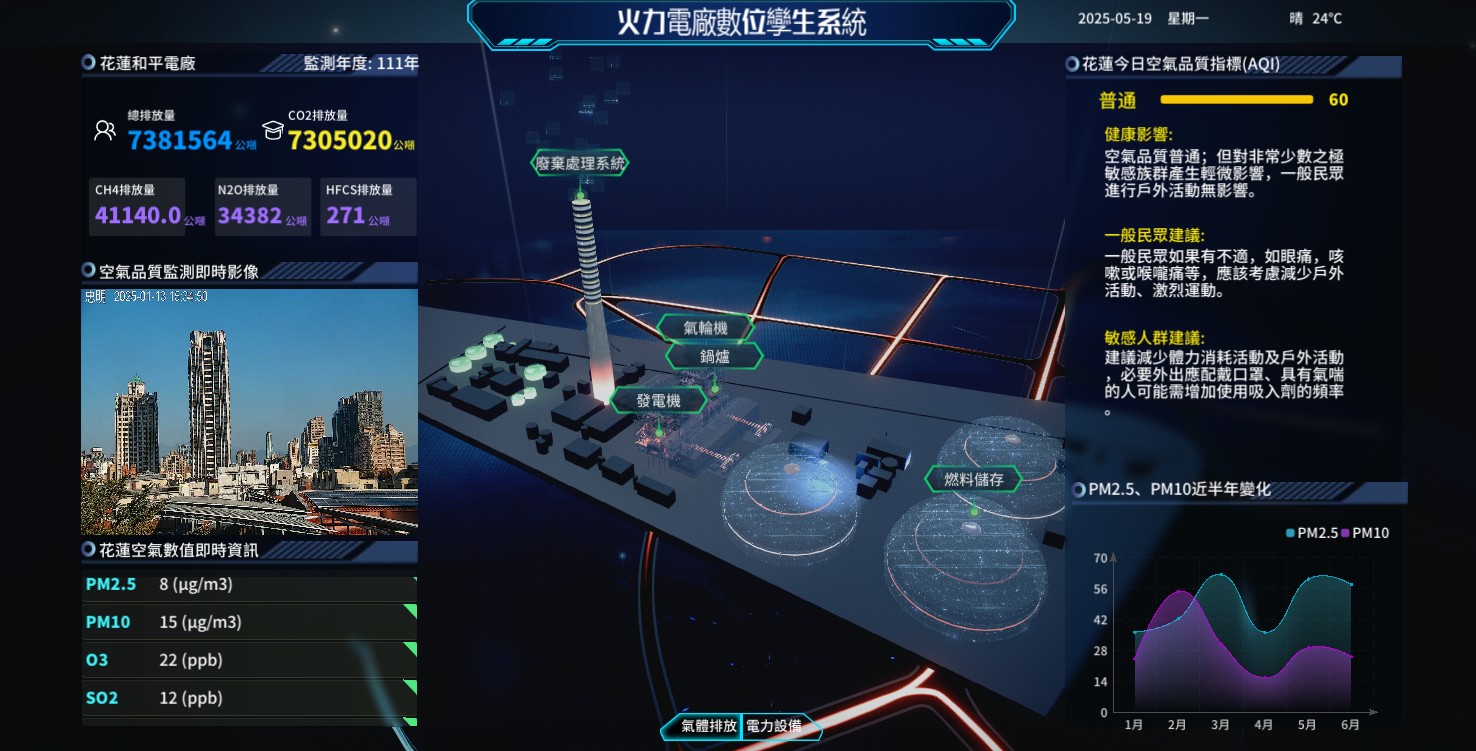 火力電廠數位孿生系統
2025-05-19 星期一 晴 24℃
花蓮和平電廠 監測年度: 111年
總排放量
7381564 公噸
CO2排放量
7305020 公噸
CH4排放量
41140.0 公噸
N2O排放量
34382 公噸
HFCS排放量
271 公噸
空氣品質監測即時影像
忠明 2025-01-13 15:34:50
花蓮空氣數值即時資訊
PM2.5 8 (μg/m3)
PM10 15 (μg/m3)
O3 22 (ppb)
SO2 12 (ppb)
廢棄處理系統
氣輪機
鍋爐
發電機
燃料儲存
氣體排放 電力設備
花蓮今日空氣品質指標(AQI)
普通 60
健康影響:
空氣品質普通；但對非常少數之極
敏感族群產生輕微影響，一般民眾
進行戶外活動無影響。
一般民眾建議:
一般民眾如果有不適，如眼痛，咳
嗽或喉嚨痛等，應該考慮減少戶外
活動、激烈運動。
敏感人群建議:
建議減少體力消耗活動及戶外活動
，必要外出應配戴口罩、具有氣喘
的人可能需增加使用吸入劑的頻率
。
PM2.5、PM10近半年變化
PM2.5 PM10
70
56
42
28
14
0
1月 2月 3月 4月 5月 6月